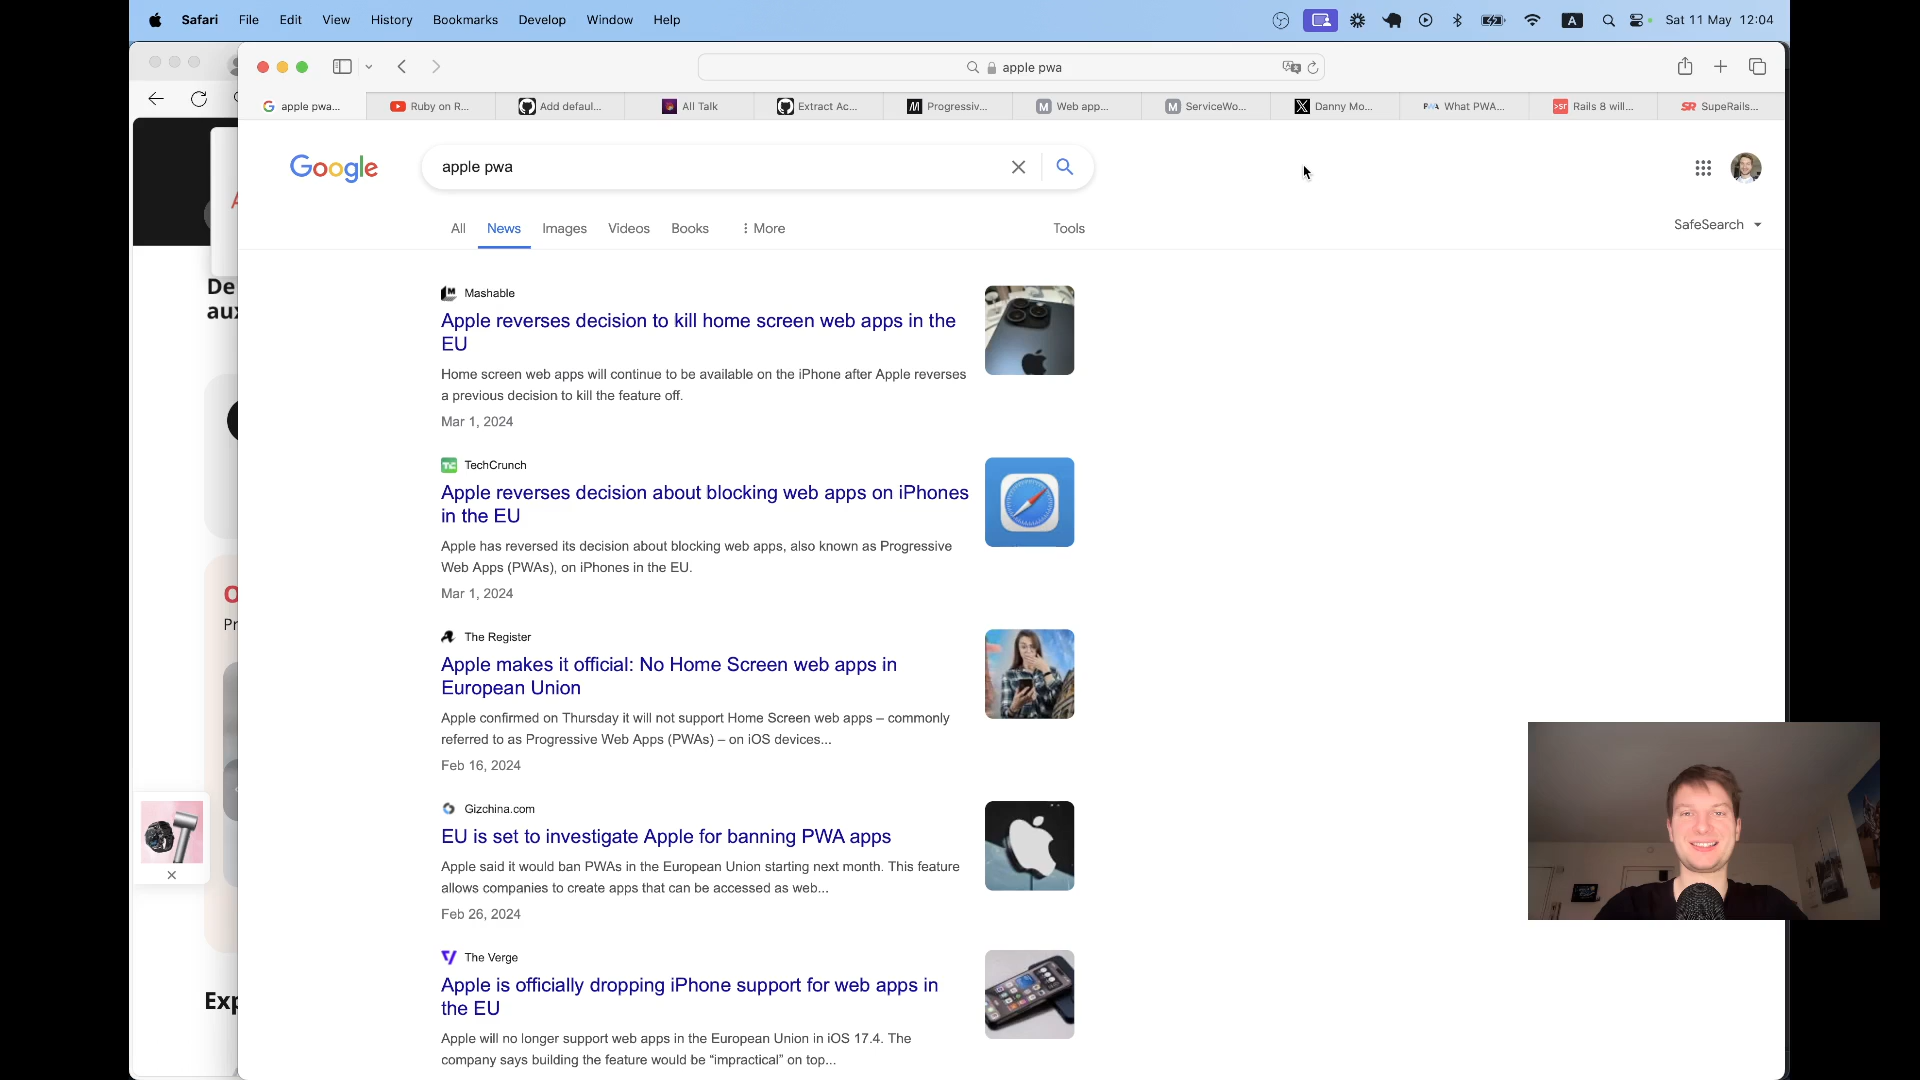 Safari File Edit View History Bookmarks Develop Window Help
A Sat 11 May 12:04
apple pwa
apple pwa... Ruby on R... Add defaul... All Talk Extract Ac... Progressiv... Web app... ServiceWo... Danny Mo... PWA What PWA... Rails 8 will... SR SupeRails...
Google
apple pwa
All News Images Videos Books More Tools
SafeSearch
Mashable
Apple reverses decision to kill home screen web apps in the
EU
Home screen web apps will continue to be available on the iPhone after Apple reverses
a previous decision to kill the feature off.
Mar 1, 2024
TechCrunch
Apple reverses decision about blocking web apps on iPhones
in the EU
Apple has reversed its decision about blocking web apps, also known as Progressive
Web Apps (PWAs), on iPhones in the EU.
Mar 1, 2024
The Register
Apple makes it official: No Home Screen web apps in
European Union
Apple confirmed on Thursday it will not support Home Screen web apps – commonly
referred to as Progressive Web Apps (PWAs) – on iOS devices...
Feb 16, 2024
Gizchina.com
EU is set to investigate Apple for banning PWA apps
Apple said it would ban PWAs in the European Union starting next month. This feature
allows companies to create apps that can be accessed as web...
Feb 26, 2024
The Verge
Apple is officially dropping iPhone support for web apps in
the EU
Apple will no longer support web apps in the European Union in iOS 17.4. The
company says building the feature would be “impractical” on top...
De
aux
Pr
Exp